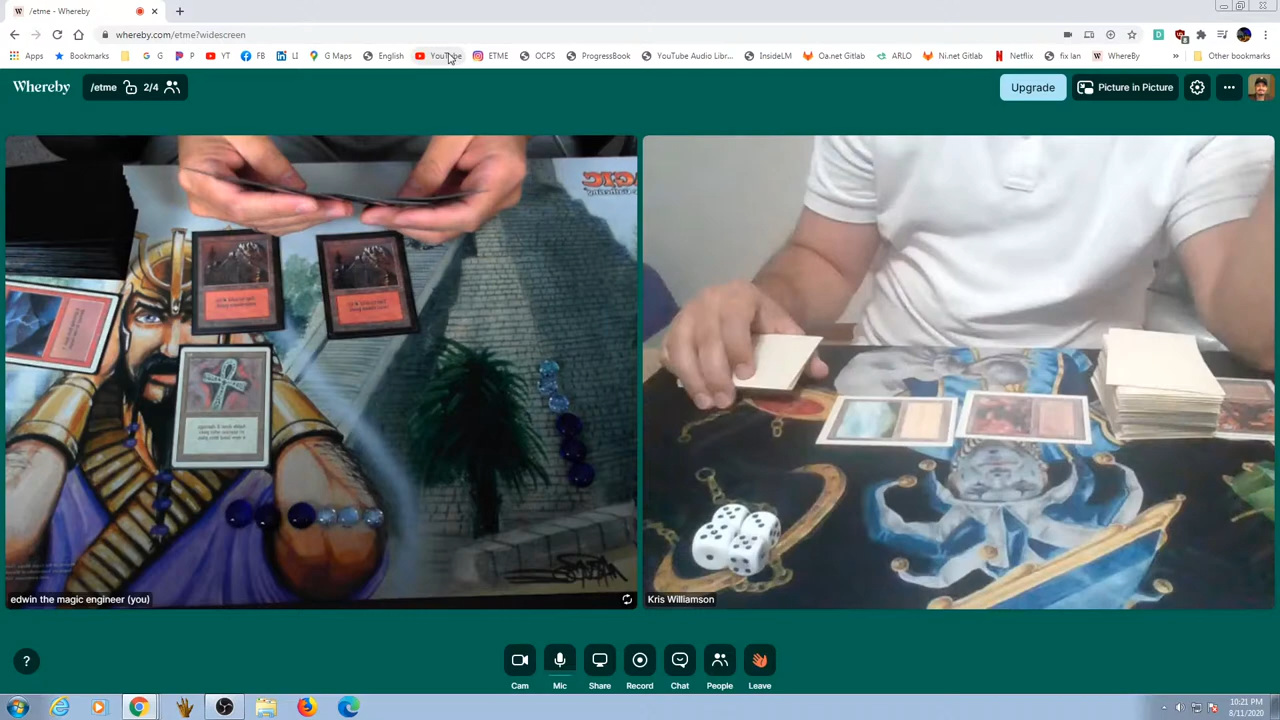 /etme - Whereby
whereby.com/etme?widescreen
Apps
Bookmarks
G
P
YT
FB
LI
G Maps
English
YouTube
ETME
OCPS
ProgressBook
YouTube Audio Lib...
InsideLM
Oa.net Gitlab
ARLO
Ni.net Gitlab
Netflix
fix lan
WhereBy
Other bookmarks
Whereby
/etme
2/4
Upgrade
Picture in Picture
edwin the magic engineer (you)
Kris Williamson
?
Cam
Mic
Share
Record
Chat
People
Leave
10:21 PM
8/11/2020